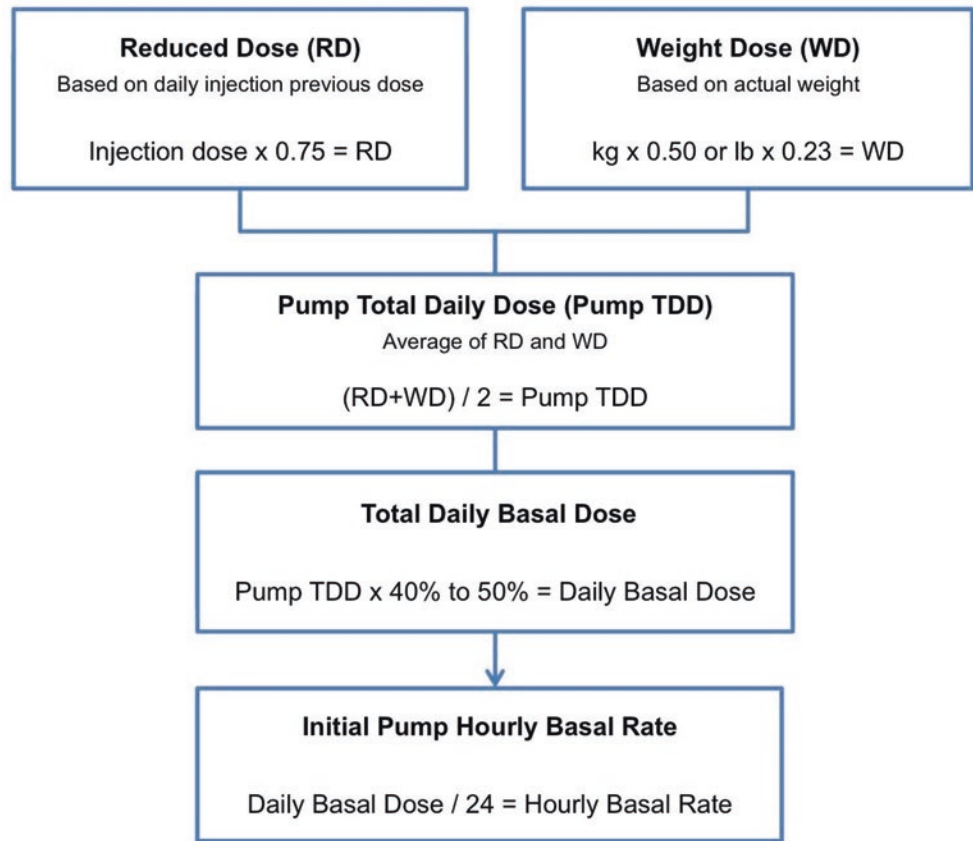 Reduced Dose (RD)
Based on daily injection previous dose
Injection dose x 0.75 = RD
Weight Dose (WD)
Based on actual weight
kg x 0.50 or lb x 0.23 = WD
Pump Total Daily Dose (Pump TDD)
Average of RD and WD
(RD+WD) / 2 = Pump TDD
Total Daily Basal Dose
Pump TDD x 40% to 50% = Daily Basal Dose
Initial Pump Hourly Basal Rate
Daily Basal Dose / 24 = Hourly Basal Rate